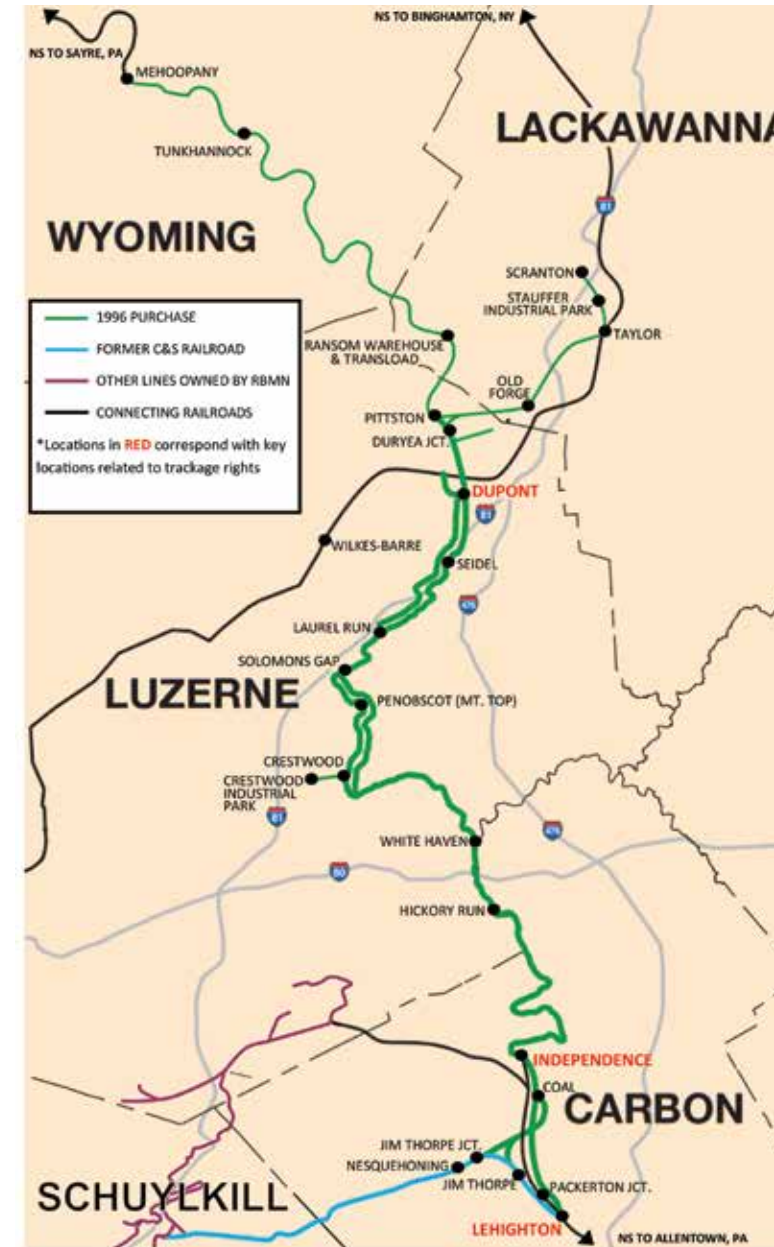 NS TO BINGHAMTON, NY
NS TO SAYRE, PA
MEHOOPANY
TUNKHANNOCK
LACKAWANNA
81
WYOMING
SCRANTON
STAUFFER
INDUSTRIAL PARK
TAYLOR
1996 PURCHASE
FORMER C&S RAILROAD
OTHER LINES OWNED BY RBMN
CONNECTING RAILROADS
*Locations in RED correspond with key
locations related to trackage rights
RANSOM WAREHOUSE
& TRANSLOAD
OLD
FORGE
PITTSTON
DURYEA JCT.
DUPONT
81
WILKES-BARRE
SEIDEL
476
LAUREL RUN
SOLOMONS GAP
LUZERNE
PENOBSCOT (MT. TOP)
CRESTWOOD
CRESTWOOD
INDUSTRIAL
PARK
81
476
WHITE HAVEN
80
HICKORY RUN
INDEPENDENCE
COAL
CARBON
JIM THORPE JCT.
NESQUEHONING
JIM THORPE
PACKERTON JCT.
SCHUYLKILL
LEHIGHTON
NS TO ALLENTOWN, PA